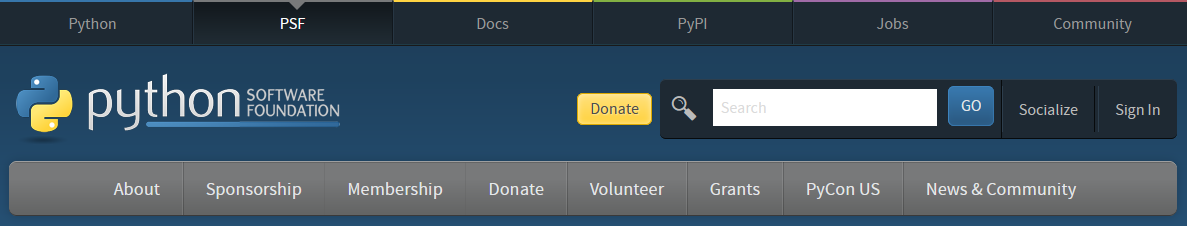 Python PSF Docs PyPI Jobs Community
python SOFTWARE FOUNDATION
Donate Search GO Socialize Sign In
About Sponsorship Membership Donate Volunteer Grants PyCon US News & Community